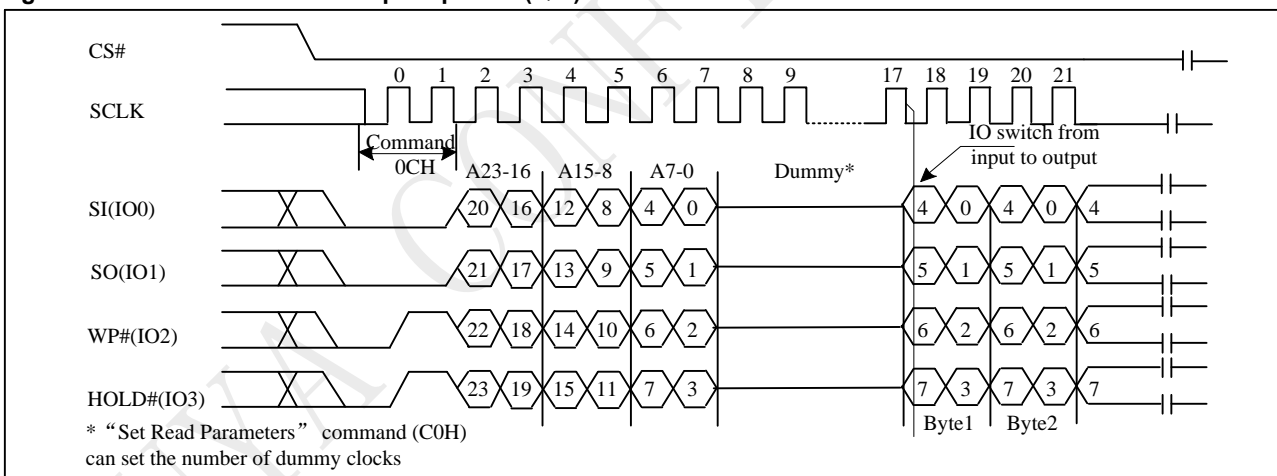 CS#
0 1 2 3 4 5 6 7 8 9 17 18 19 20 21
SCLK
IO switch from
input to output
Command
0CH
A23-16 A15-8 A7-0 Dummy*
SI(IO0) 20 16 12 8 4 0 4 0 4 0 4
SO(IO1) 21 17 13 9 5 1 5 1 5 1 5
WP#(IO2) 22 18 14 10 6 2 6 2 6 2 6
HOLD#(IO3) 23 19 15 11 7 3 7 3 7 3 7
Byte1 Byte2
* “Set Read Parameters” command (C0H)
can set the number of dummy clocks